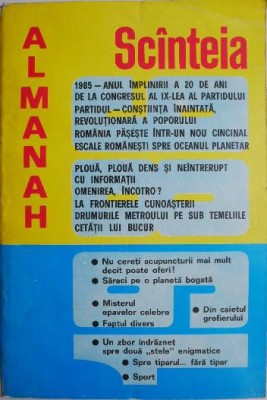 ALMANAH
Scînteia
1985 – ANUL ÎMPLINIRII A 20 DE ANI
DE LA CONGRESUL AL IX-LEA AL PARTIDULUI
PARTIDUL – CONȘTIINȚA ÎNAINTATĂ,
REVOLUȚIONARĂ A POPORULUI
ROMÂNIA PĂȘEȘTE ÎNTR-UN NOU CINCINAL
ESCALE ROMÂNEȘTI SPRE OCEANUL PLANETAR
PLOUĂ, PLOUĂ DENS ȘI NEÎNTRERUPT
CU INFORMAȚII
OMENIREA, ÎNCOTRO?
LA FRONTIERELE CUNOAȘTERII
DRUMURILE METROULUI PE SUB TEMELIILE
CETĂȚII LUI BUCUR
● Nu cereți acupuncturii mai mult
decît poate oferi!
● Săraci pe o planetă bogată
● Misterul
epavelor celebre
● Faptul divers
● Din caietul
grefierului
● Un zbor îndrăzneț
spre două „stele” enigmatice
● Spre tiparul... fără tipar
● Sport